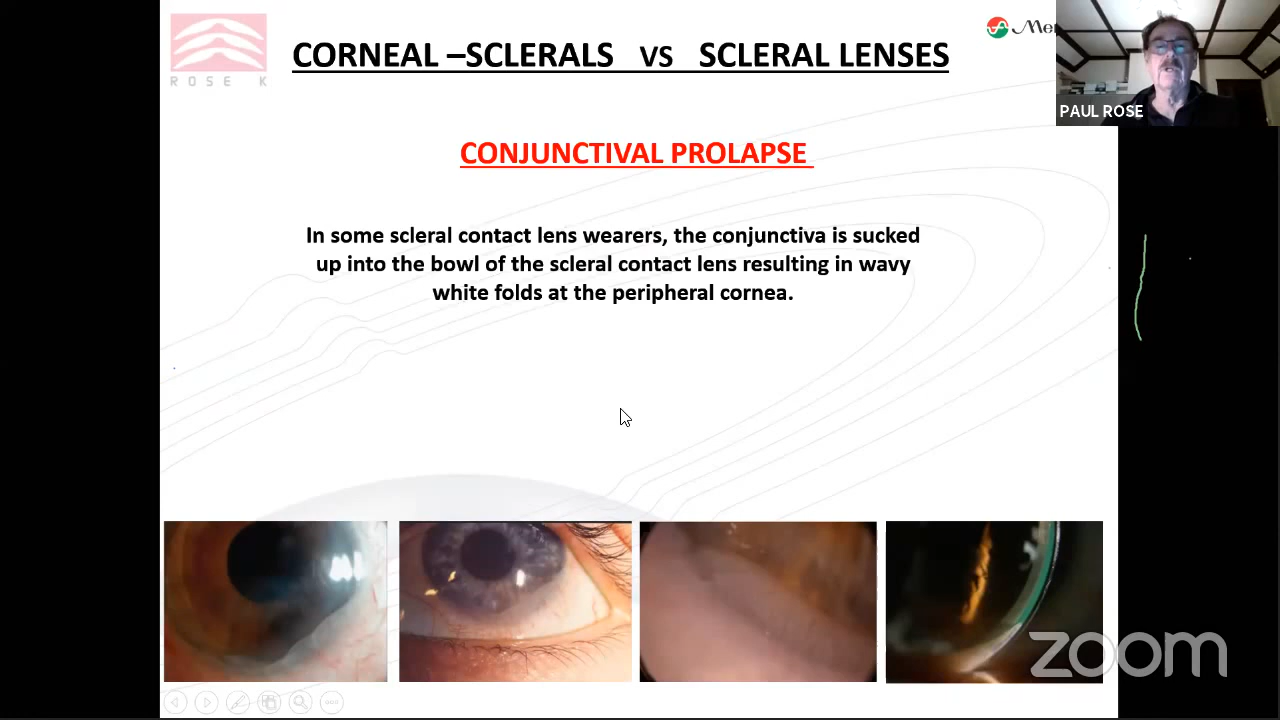 ROSE K
CORNEAL –SCLERALS VS SCLERAL LENSES
Me
PAUL ROSE
CONJUNCTIVAL PROLAPSE
In some scleral contact lens wearers, the conjunctiva is sucked
up into the bowl of the scleral contact lens resulting in wavy
white folds at the peripheral cornea.
zoom